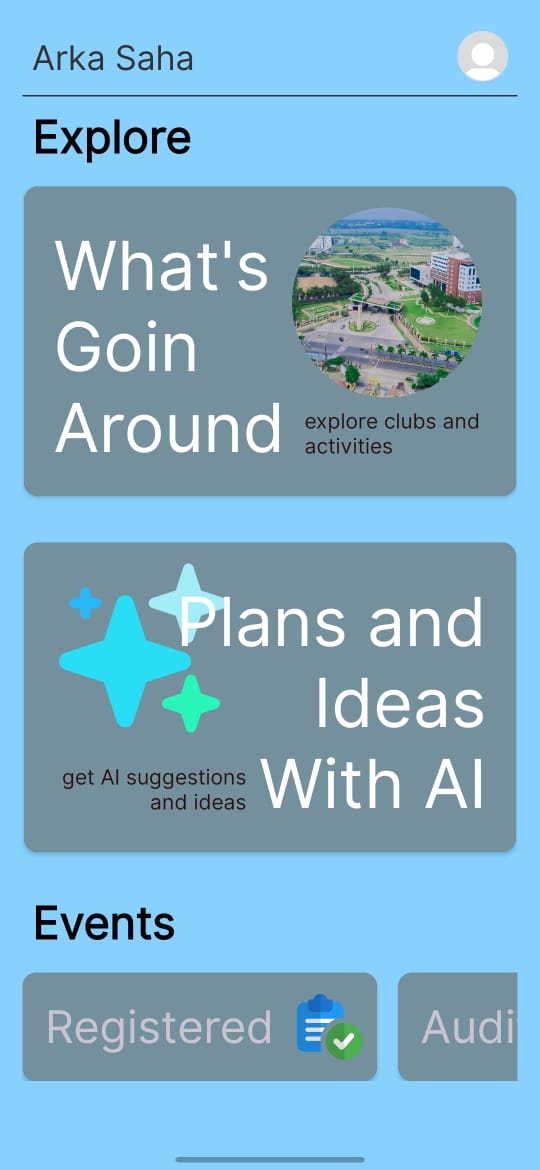 Arka Saha
Explore
What's
Goin
Around
explore clubs and
activities
Plans and
Ideas
With AI
get AI suggestions
and ideas
Events
Registered